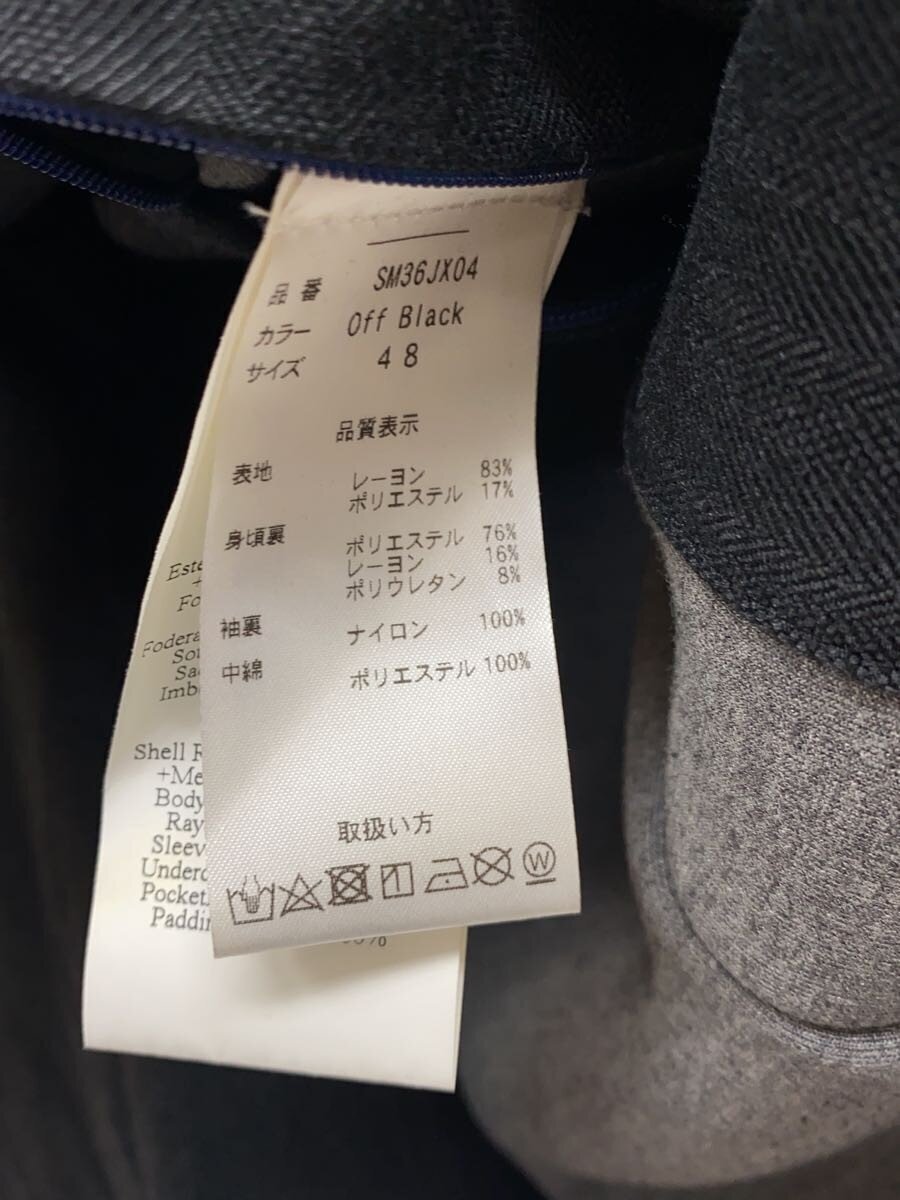 品番 SM36JX04
カラー Off Black
サイズ 48
品質表示
表地 レーヨン 83%
ポリエステル 17%
身頃裏 ポリエステル 76%
レーヨン 16%
ポリウレタン 8%
袖裏 ナイロン 100%
中綿 ポリエステル 100%
取扱い方
W
Shell
Body